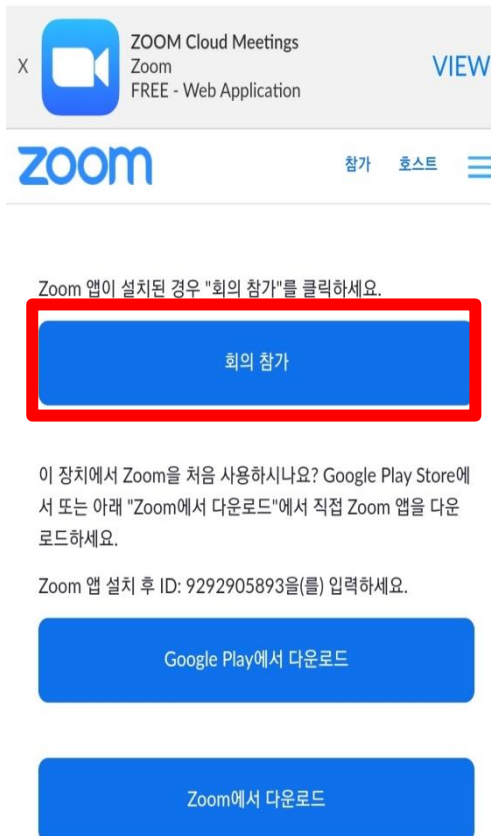 X
ZOOM Cloud Meetings
Zoom
FREE - Web Application
VIEW
zoom
참가 호스트
Zoom 앱이 설치된 경우 "회의 참가"를 클릭하세요.
회의 참가
이 장치에서 Zoom을 처음 사용하시나요? Google Play Store에
서 또는 아래 "Zoom에서 다운로드"에서 직접 Zoom 앱을 다운
로드하세요.
Zoom 앱 설치 후 ID: 9292905893을(를) 입력하세요.
Google Play에서 다운로드
Zoom에서 다운로드